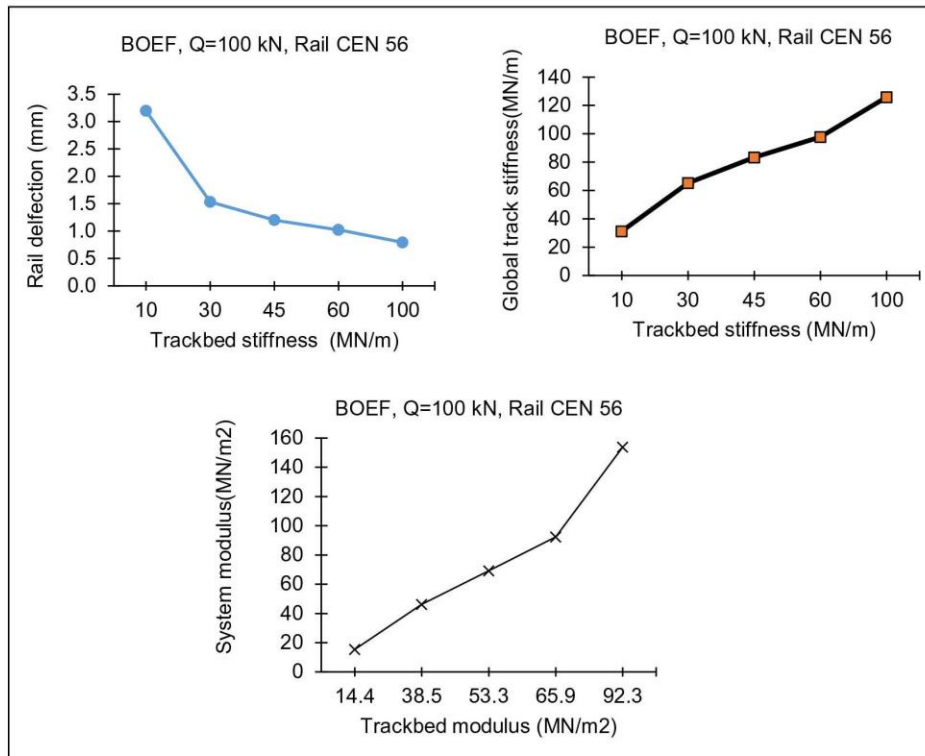 BOEF, Q=100 kN, Rail CEN 56
Rail delfection (mm)
3.5
3.0
2.5
2.0
1.5
1.0
0.5
0.0
10 30 45 60 100
Trackbed stiffness (MN/m)
BOEF, Q=100 kN, Rail CEN 56
Global track stiffness(MN/m)
140
120
100
80
60
40
20
0
10 30 45 60 100
Trackbed stiffness (MN/m)
BOEF, Q=100 kN, Rail CEN 56
System modulus(MN/m2)
160
140
120
100
80
60
40
20
0
14.4 38.5 53.3 65.9 92.3
Trackbed modulus (MN/m2)